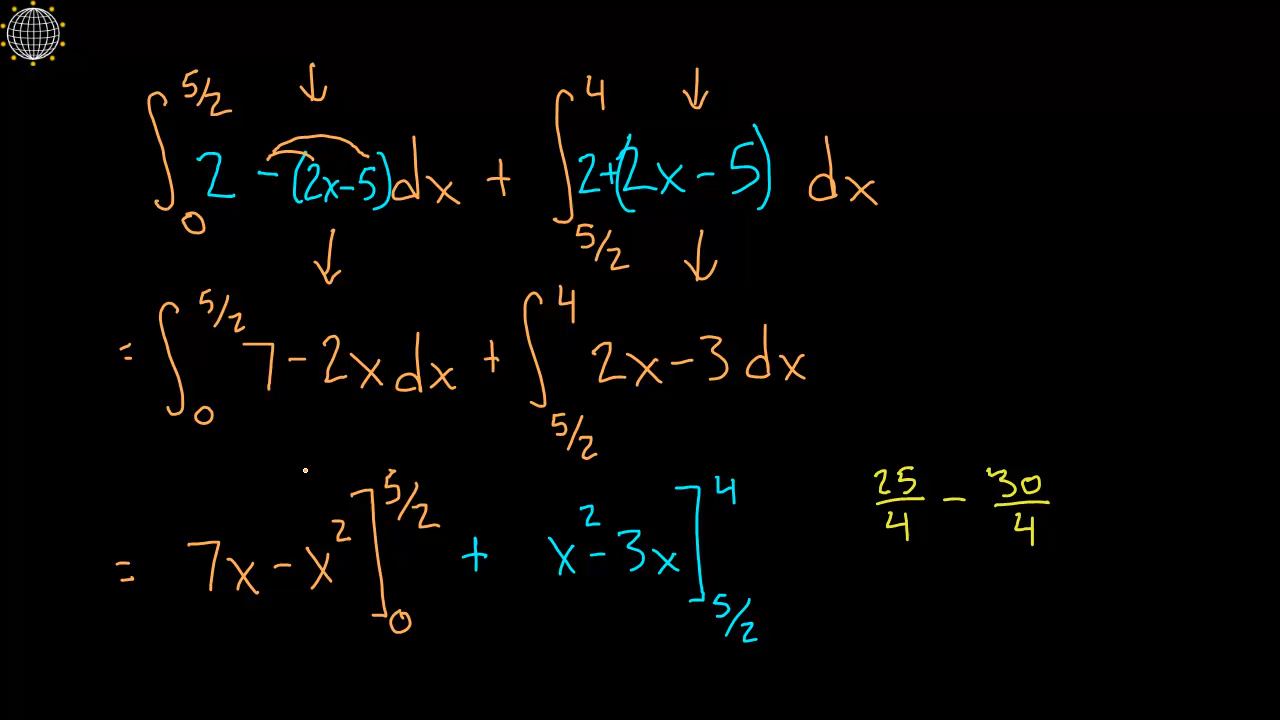 ∫₀^{5/2} 2 - (2x-5) dx + ∫_{5/2}^{4} 2+(2x-5) dx
= ∫₀^{5/2} 7 - 2x dx + ∫_{5/2}^{4} 2x - 3 dx
= 7x - x² ]₀^{5/2} + x² - 3x ]_{5/2}^{4}
25/4 - 30/4